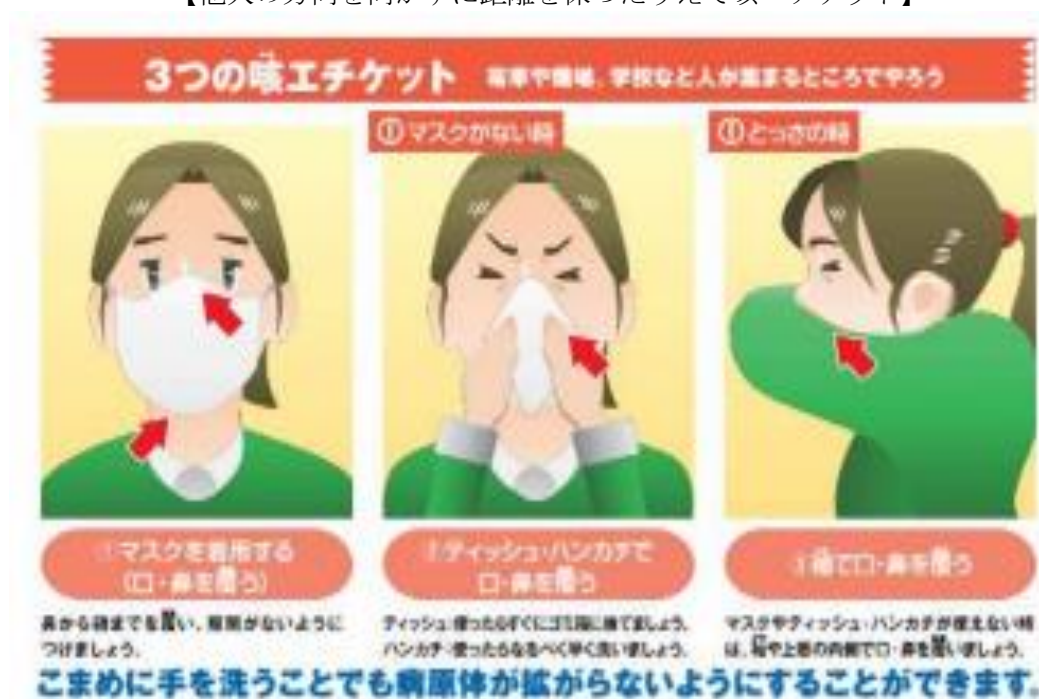 3つの咳エチケット 電車や職場、学校など人が集まるところでやろう
マスクがない時
とっさの時
マスクを着用する
(口・鼻を覆う)
ティッシュ・ハンカチで
口・鼻を覆う
袖で口・鼻を覆う
鼻から顎までを覆い、隙間がないように
つけましょう。
ティッシュ:使ったらすぐにゴミ箱に捨てましょう。
ハンカチ:使ったらなるべく早く洗いましょう。
マスクやティッシュ・ハンカチが使えない時
は、袖や上着の内側で口・鼻を覆いましょう。
こまめに手を洗うことでも病原体が拡がらないようにすることができます。